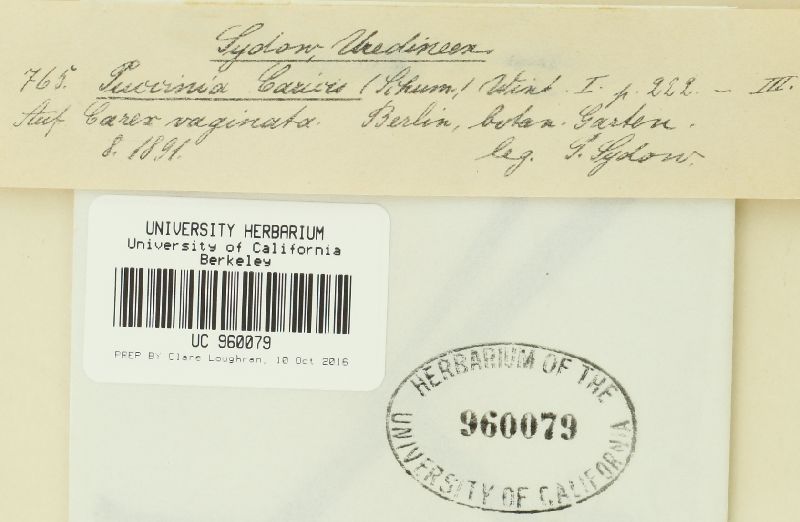 Sydow, Uredineen.
765. Puccinia Caricis (Schum.) Wint. I. p. 222. — III.
Auf Carex vaginata. Berlin, botan. Garten.
8. 1891. leg. P. Sydow.
UNIVERSITY HERBARIUM
University of California
Berkeley
UC 960079
PREP BY Clare Loughran, 10 Oct 2016
HERBARIUM OF THE
960079
UNIVERSITY OF CALIFORNIA